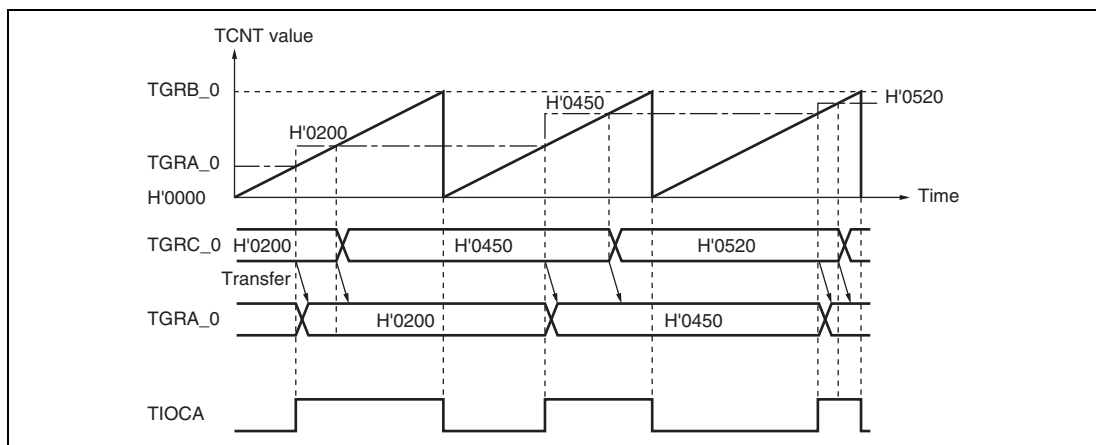 TCNT value
TGRB_0
H'0450
H'0520
H'0200
TGRA_0
H'0000
Time
TGRC_0
H'0200
H'0450
H'0520
Transfer
TGRA_0
H'0200
H'0450
TIOCA